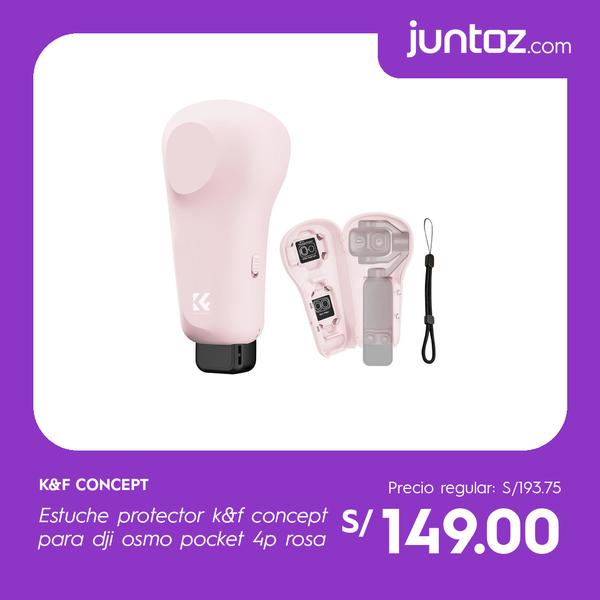 juntoz.com
K&F CONCEPT
Precio regular: S/193.75
Estuche protector k&f concept
para dji osmo pocket 4p rosa
S/149.00